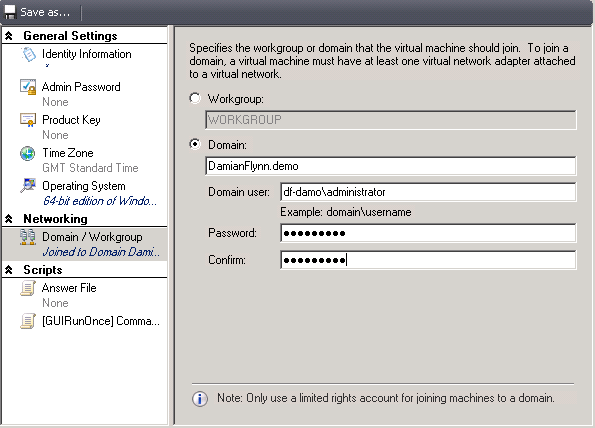 Save as...
General Settings
Identity Information
*
Admin Password
None
Product Key
None
Time Zone
GMT Standard Time
Operating System
64-bit edition of Windo...
Networking
Domain / Workgroup
Joined to Domain Dami...
Scripts
Answer File
None
[GUIRunOnce] Comma...
Specifies the workgroup or domain that the virtual machine should join. To join a
domain, a virtual machine must have at least one virtual network adapter attached
to a virtual network.
Workgroup:
WORKGROUP
Domain:
DamianFlynn.demo
Domain user: df-damo\administrator
Example: domain\username
Password: ●●●●●●●●●
Confirm: ●●●●●●●●●
Note: Only use a limited rights account for joining machines to a domain.